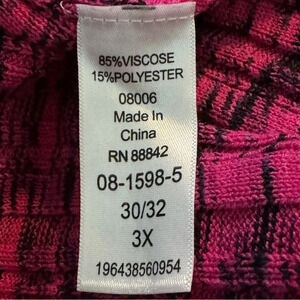 85%VISCOSE
15%POLYESTER
08006
Made In
China
RN 88842
08-1598-5
30/32
3X
196438560954